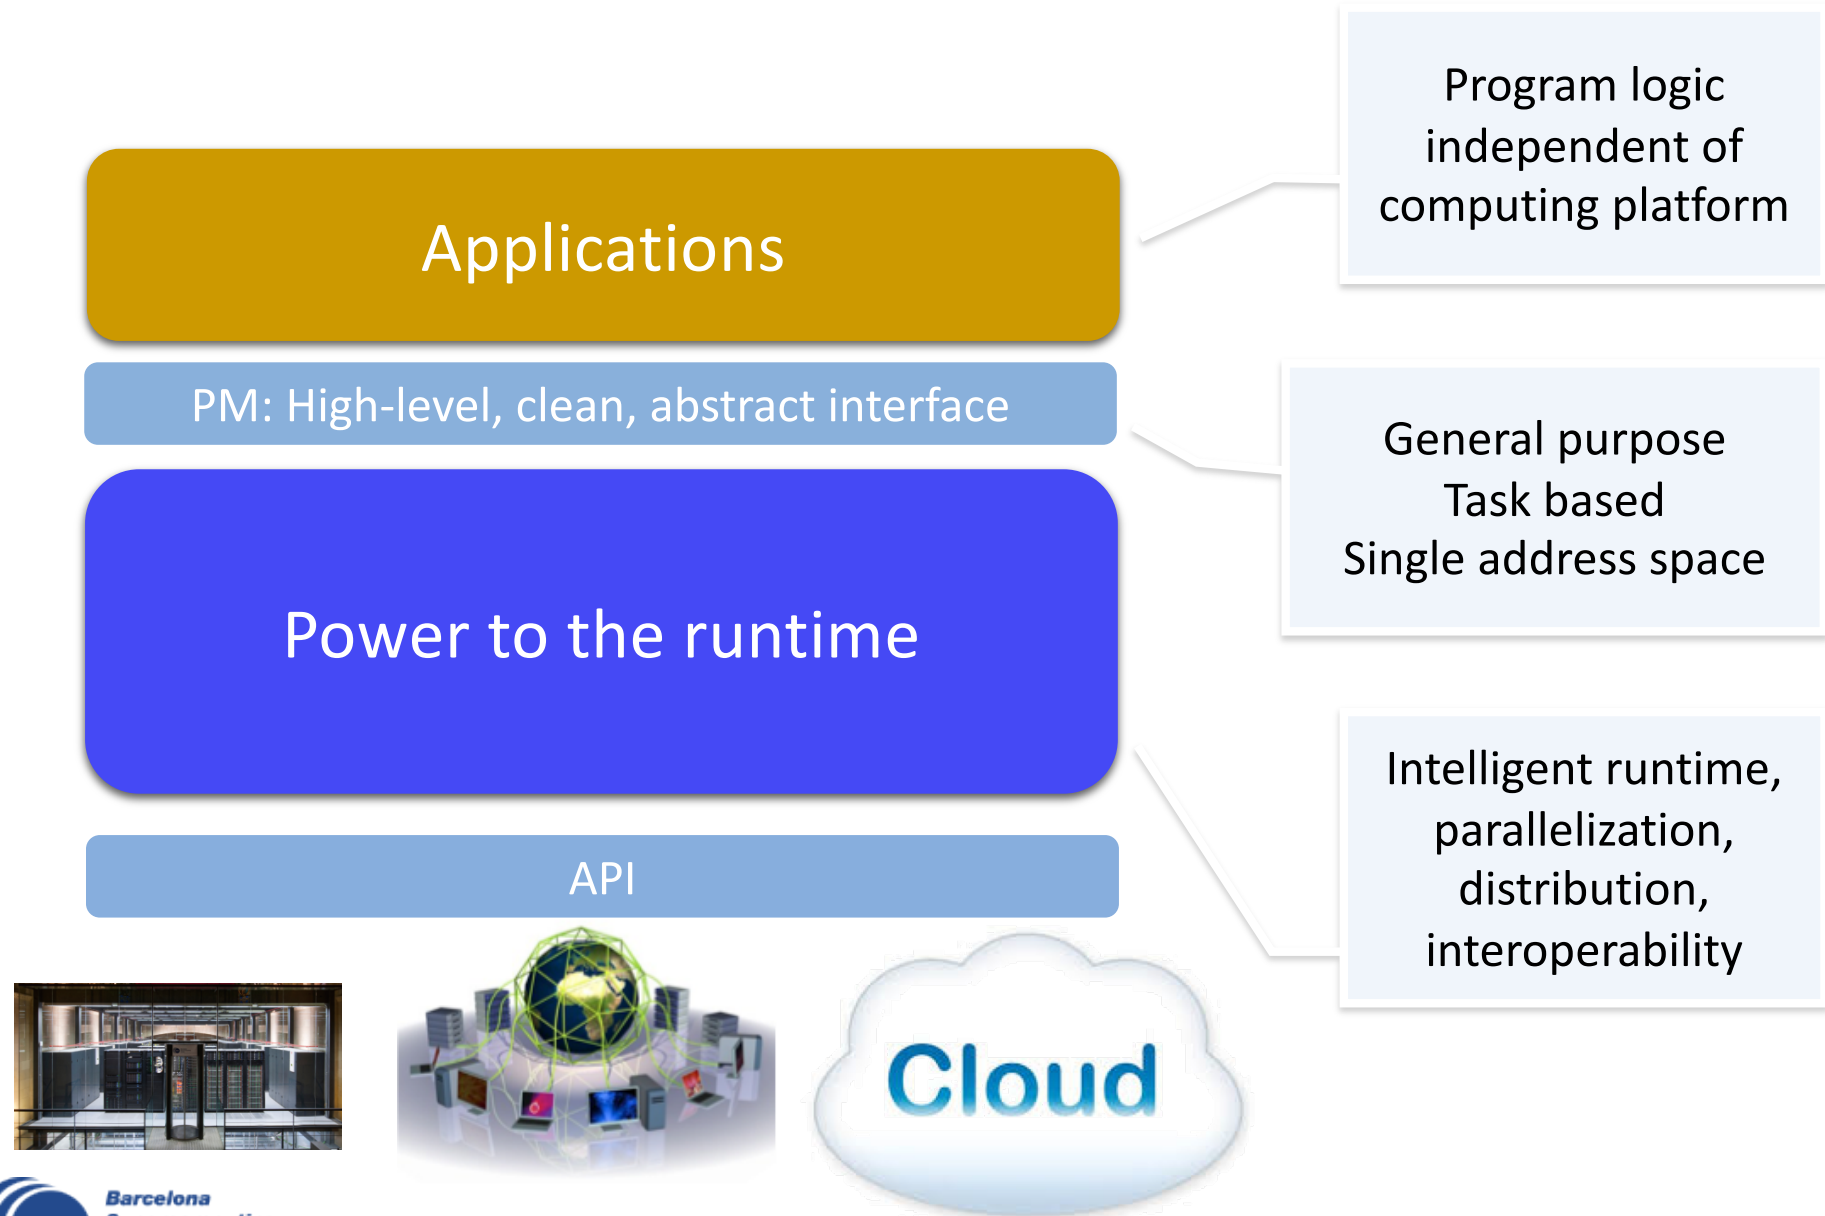 Program logic
independent of
computing platform
Applications
PM: High-level, clean, abstract interface
General purpose
Task based
Single address space
Power to the runtime
Intelligent runtime,
parallelization,
distribution,
interoperability
API
Cloud
Barcelona